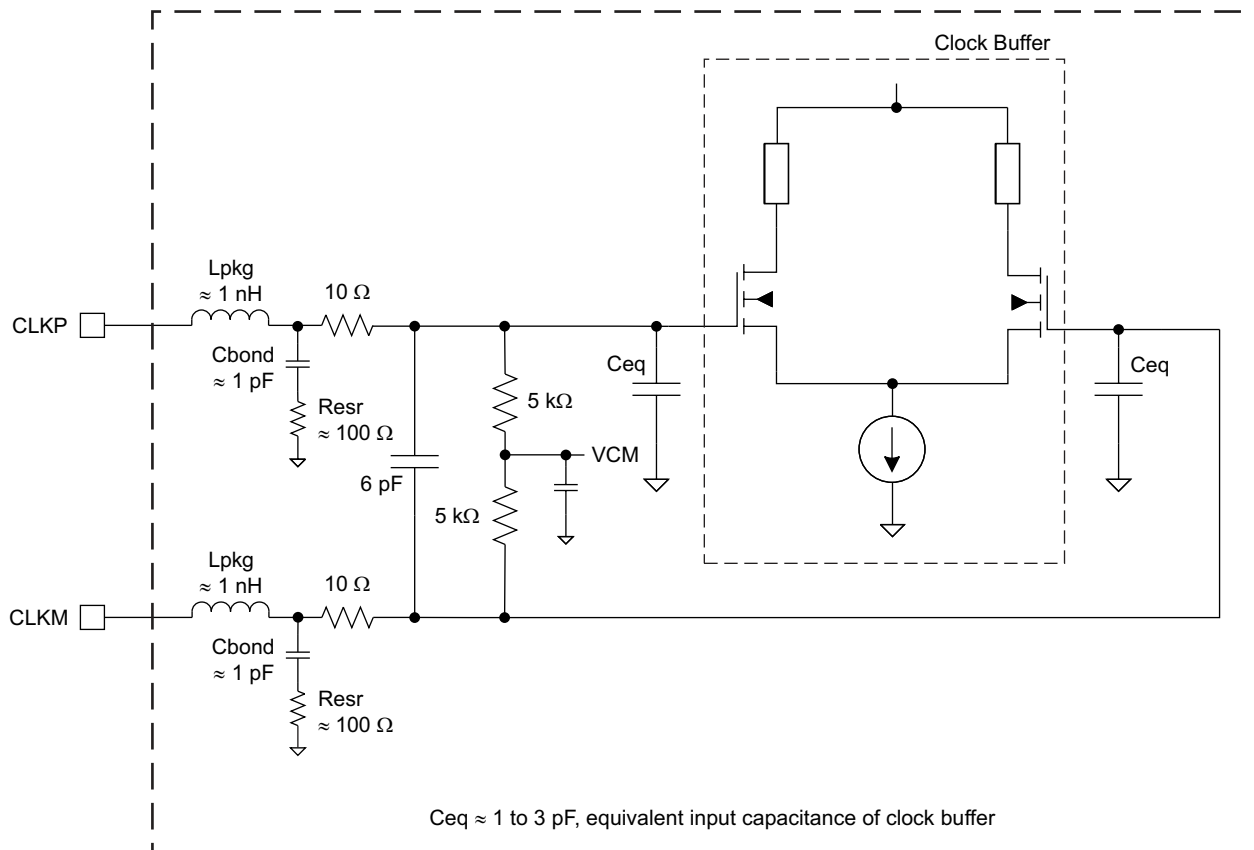 Clock Buffer
Lpkg
≈ 1 nH
10 Ω
CLKP
Cbond
≈ 1 pF
Resr
≈ 100 Ω
6 pF
5 kΩ
VCM
5 kΩ
Ceq
Ceq
Lpkg
≈ 1 nH
10 Ω
CLKM
Cbond
≈ 1 pF
Resr
≈ 100 Ω
Ceq ≈ 1 to 3 pF, equivalent input capacitance of clock buffer